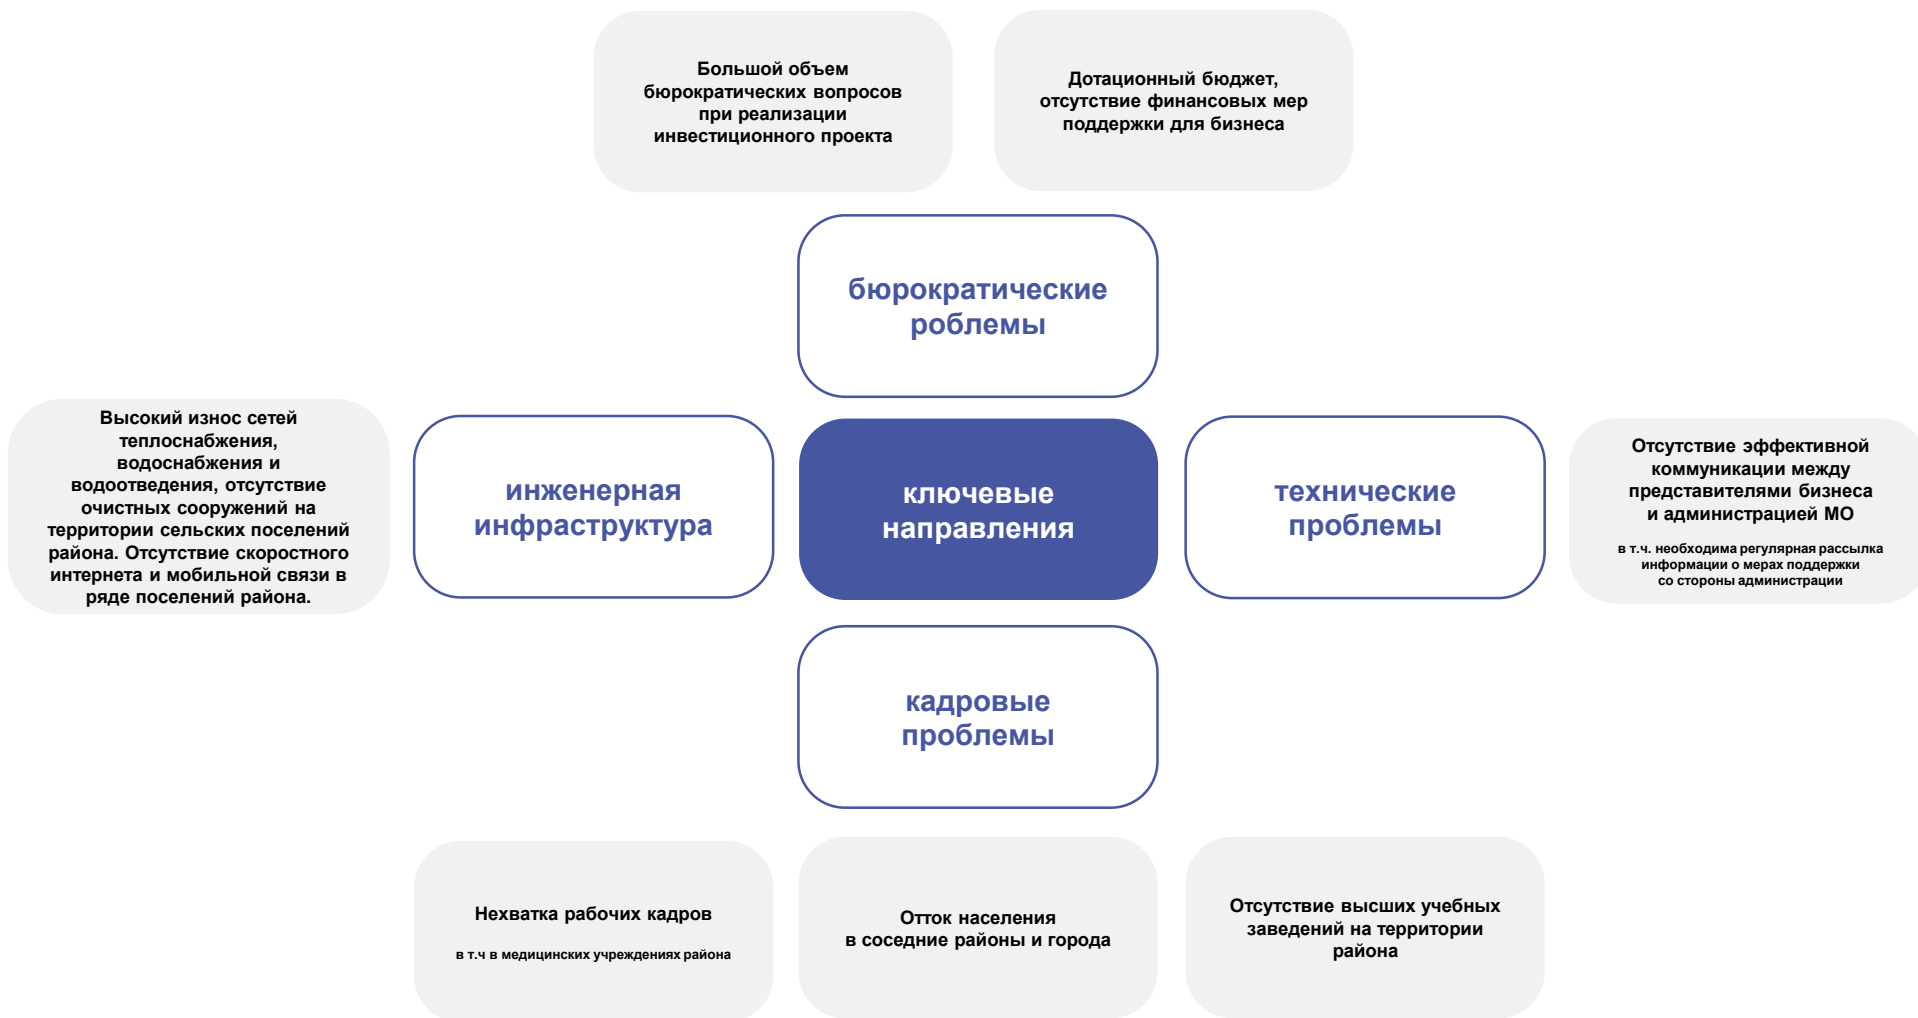 Большой объем
бюрократических вопросов
при реализации
инвестиционного проекта
Дотационный бюджет,
отсутствие финансовых мер
поддержки для бизнеса
бюрократические
роблемы
Высокий износ сетей
теплоснабжения,
водоснабжения и
водоотведения, отсутствие
очистных сооружений на
территории сельских поселений
района. Отсутствие скоростного
интернета и мобильной связи в
ряде поселений района.
инженерная
инфраструктура
ключевые
направления
технические
проблемы
Отсутствие эффективной
коммуникации между
представителями бизнеса
и администрацией МО
в т.ч. необходима регулярная рассылка
информации о мерах поддержки
со стороны администрации
кадровые
проблемы
Нехватка рабочих кадров
в т.ч в медицинских учреждениях района
Отток населения
в соседние районы и города
Отсутствие высших учебных
заведений на территории
района